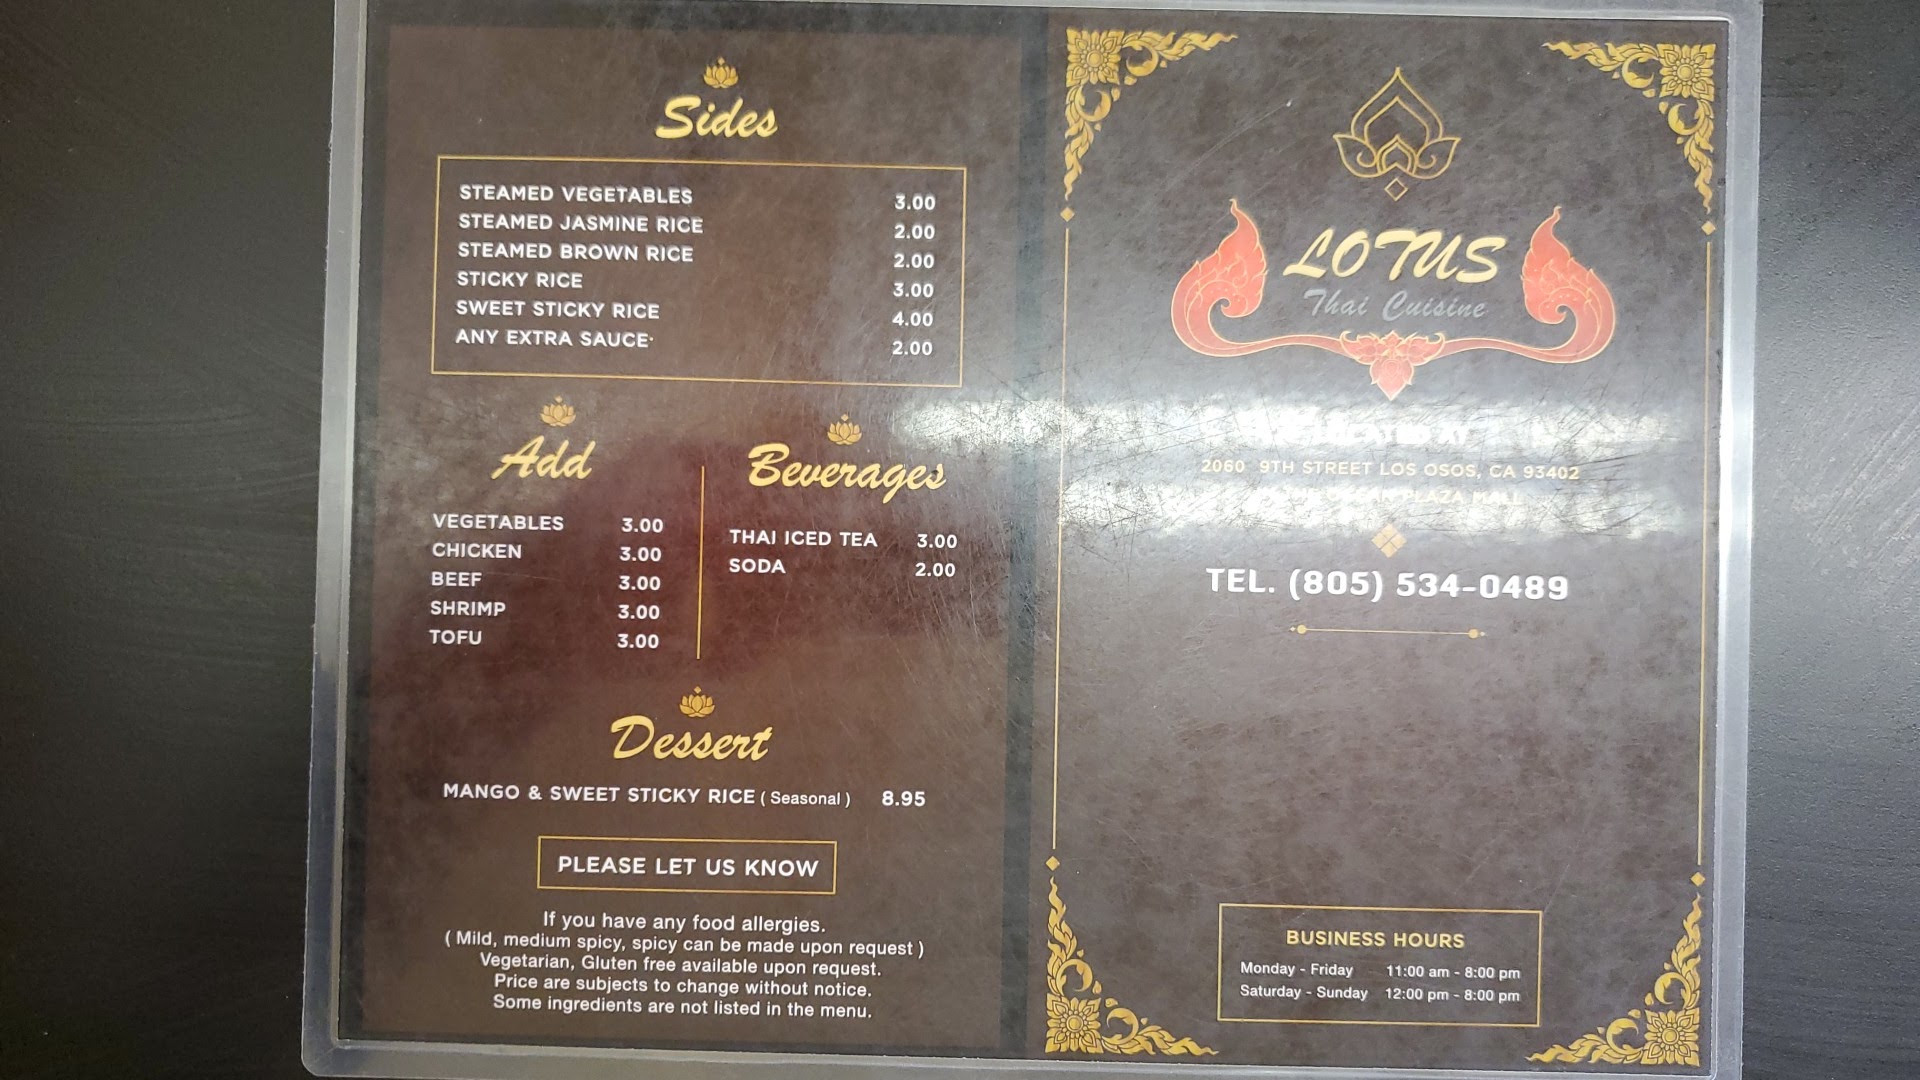 Sides
STEAMED VEGETABLES 3.00
STEAMED JASMINE RICE 2.00
STEAMED BROWN RICE 2.00
STICKY RICE 3.00
SWEET STICKY RICE 4.00
ANY EXTRA SAUCE 2.00
Add
VEGETABLES 3.00
CHICKEN 3.00
BEEF 3.00
SHRIMP 3.00
TOFU 3.00
Beverages
THAI ICED TEA 3.00
SODA 2.00
Dessert
MANGO & SWEET STICKY RICE ( Seasonal ) 8.95
PLEASE LET US KNOW
If you have any food allergies.
( Mild, medium spicy, spicy can be made upon request )
Vegetarian, Gluten free available upon request.
Price are subjects to change without notice.
Some ingredients are not listed in the menu.
LOTUS
Thai Cuisine
LOCATED AT
2060 9TH STREET LOS OSOS, CA 93402
OCEAN PLAZA MALL
TEL. (805) 534-0489
BUSINESS HOURS
Monday - Friday 11:00 am - 8:00 pm
Saturday - Sunday 12:00 pm - 8:00 pm